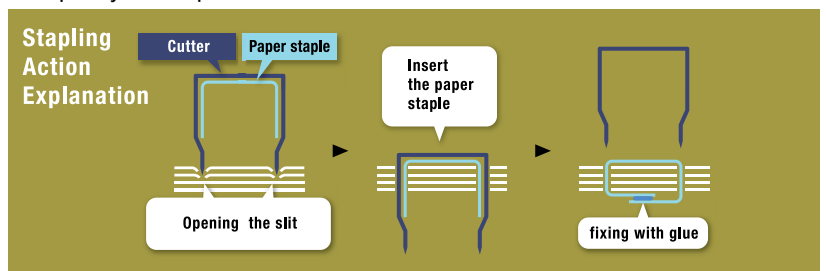 Stapling
Action
Explanation
Cutter
Paper staple
Opening the slit
Insert
the paper
staple
fixing with glue